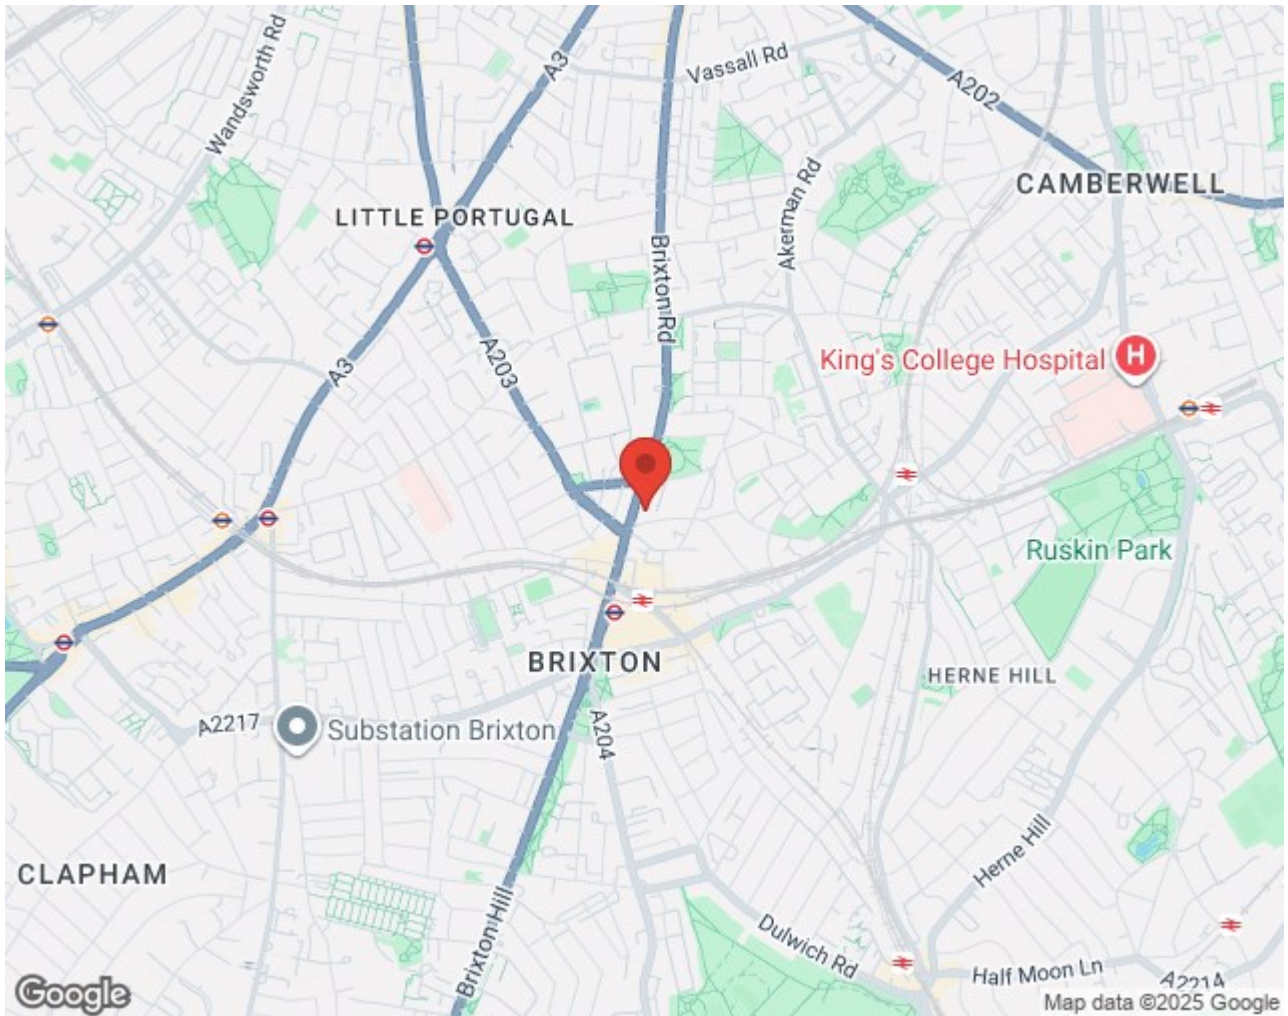 Wandsworth Rd
A3
Vassall Rd
A202
CAMBERWELL
LITTLE PORTUGAL
Akerman Rd
Brixton Rd
A203
A3
King's College Hospital
H
Ruskin Park
BRIXTON
HERNE HILL
A2217
Substation Brixton
A204
CLAPHAM
Herne Hill
Brixton Hill
Dulwich Rd
Half Moon Ln
A2214
Google
Map data ©2025 Google